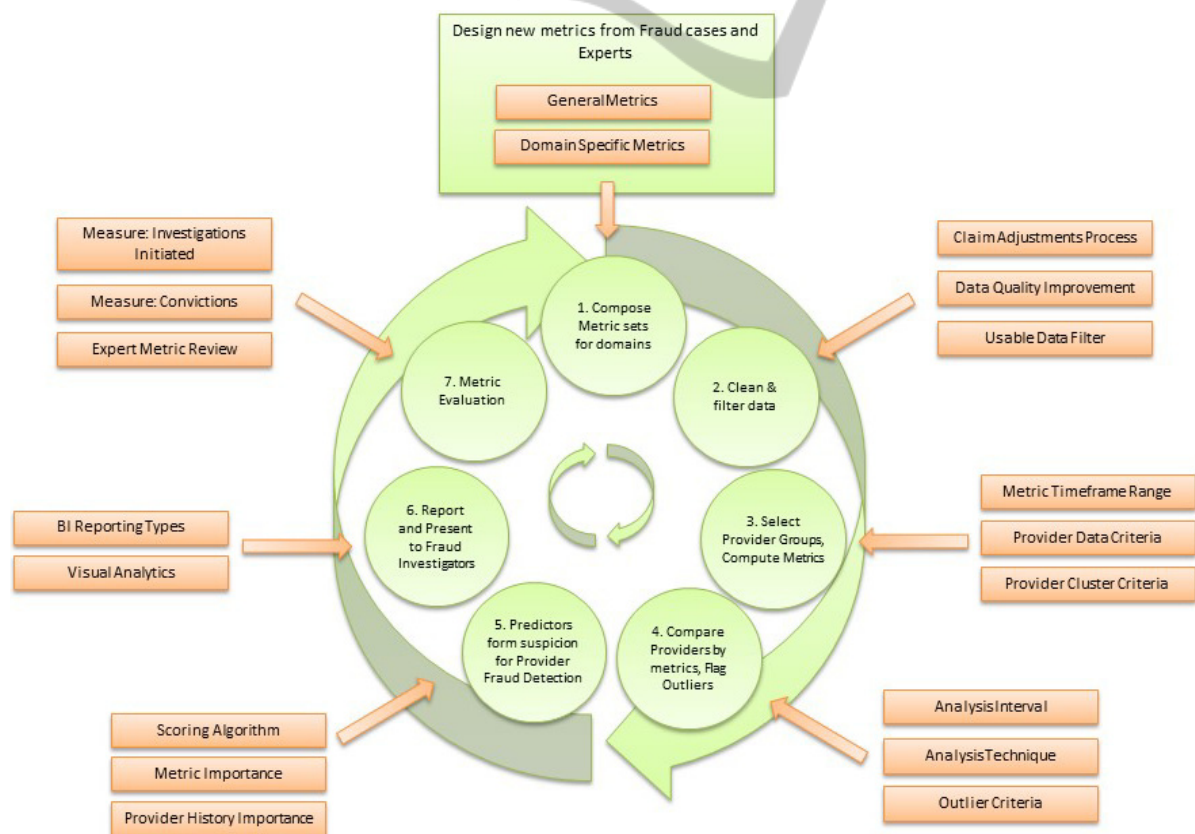 Design new metrics from Fraud cases and
Experts
General Metrics
Domain Specific Metrics
Measure: Investigations
Initiated
Measure: Convictions
Expert Metric Review
Claim Adjustments Process
Data Quality Improvement
Usable Data Filter
1. Compose
Metric sets
for domains
2. Clean &
filter data
3. Select
Provider Groups,
Compute Metrics
4. Compare
Providers by
metrics, Flag
Outliers
5. Predictors
form suspicion
for Provider
Fraud Detection
6. Report
and Present
to Fraud
Investigators
7. Metric
Evaluation
Metric Timeframe Range
Provider Data Criteria
Provider Cluster Criteria
BI Reporting Types
Visual Analytics
Analysis Interval
Analysis Technique
Outlier Criteria
Scoring Algorithm
Metric Importance
Provider History Importance